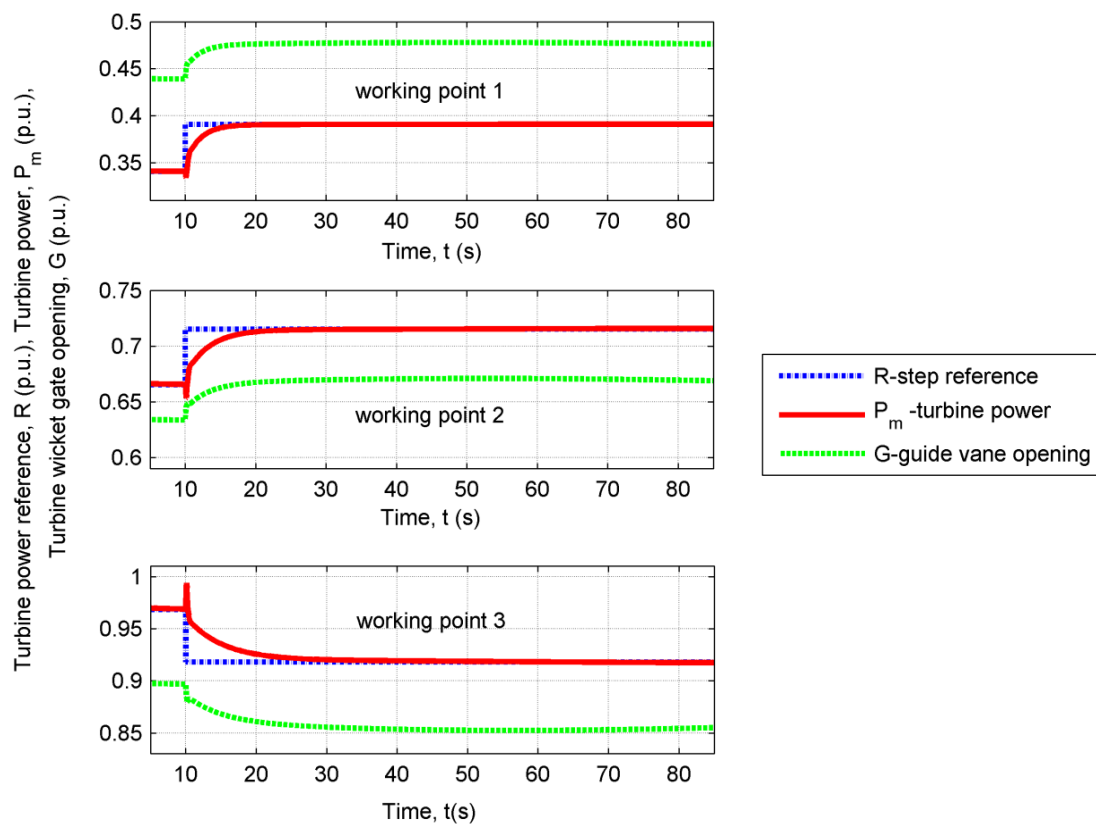 Turbine power reference, R (p.u.), Turbine power, P_m (p.u.),
Turbine wicket gate opening, G (p.u.)
0.5
0.45
0.4
0.35
working point 1
10 20 30 40 50 60 70 80
Time, t (s)
0.75
0.7
0.65
0.6
working point 2
10 20 30 40 50 60 70 80
Time, t (s)
1
0.95
0.9
0.85
working point 3
10 20 30 40 50 60 70 80
Time, t(s)
R-step reference
P_m -turbine power
G-guide vane opening